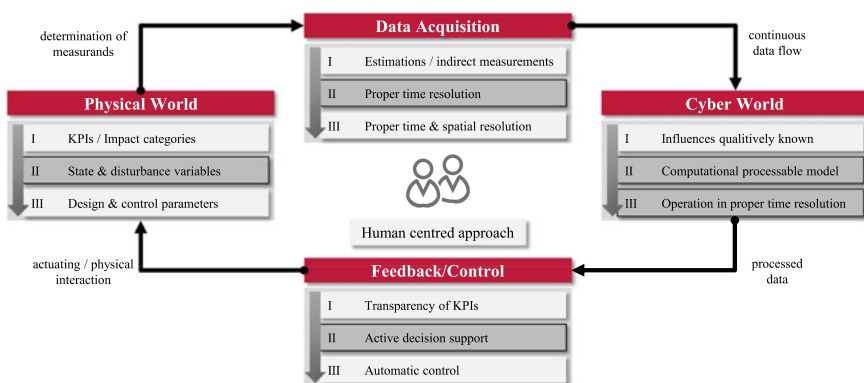 Data Acquisition
determination of
measurands
continuous
data flow
I Estimations / indirect measurements
II Proper time resolution
III Proper time & spatial resolution
Physical World
I KPIs / Impact categories
II State & disturbance variables
III Design & control parameters
Cyber World
I Influences qualitively known
II Computational processable model
III Operation in proper time resolution
Human centred approach
actuating / physical
interaction
processed
data
Feedback/Control
I Transparency of KPIs
II Active decision support
III Automatic control